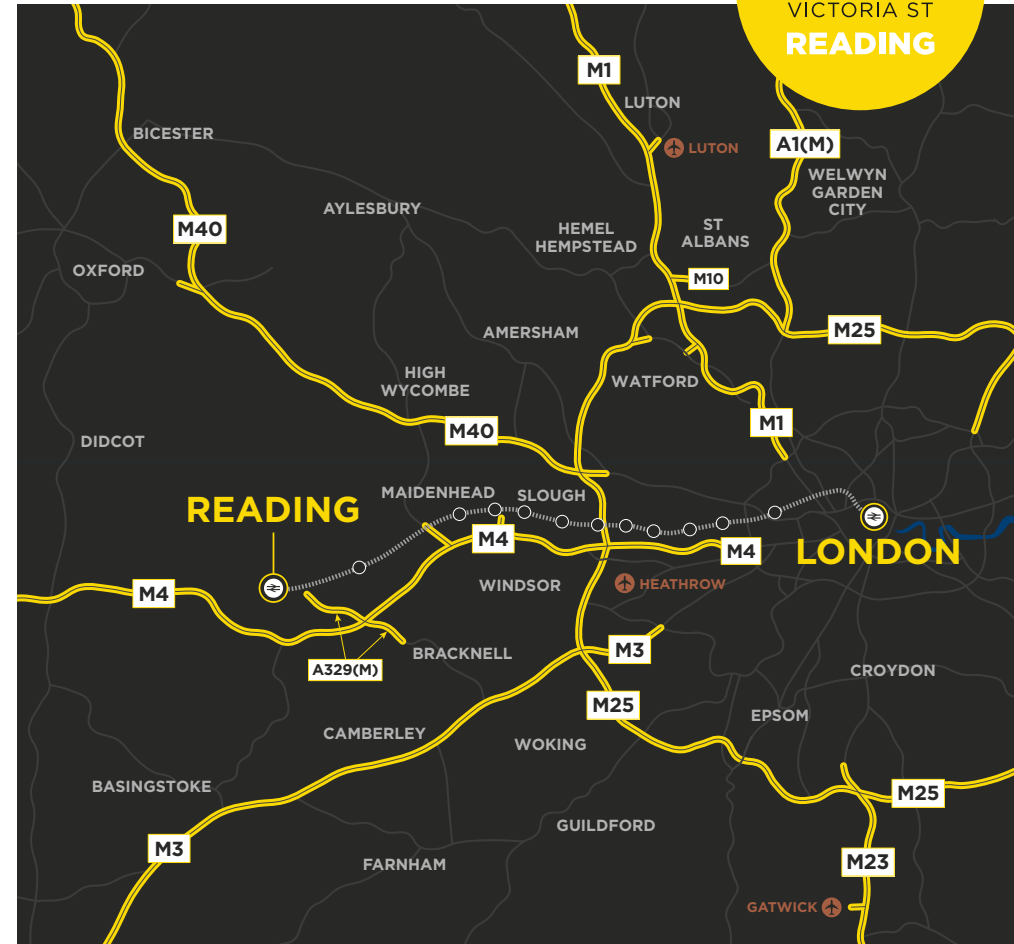 VICTORIA ST
READING
M1
LUTON
BICESTER
A1(M)
LUTON
WELWYN
GARDEN
CITY
AYLESBURY
M40
HEMEL
HEMPSTEAD
ST
ALBANS
OXFORD
M10
AMERSHAM
M25
HIGH
WYCOMBE
WATFORD
M40
M1
DIDCOT
MAIDENHEAD
SLOUGH
READING
M4
M4
LONDON
WINDSOR
HEATHROW
M4
BRACKNELL
M3
A329(M)
CROYDON
M25
EPSOM
CAMBERLEY
WOKING
BASINGSTOKE
M25
GUILDFORD
M3
FARNHAM
M23
GATWICK